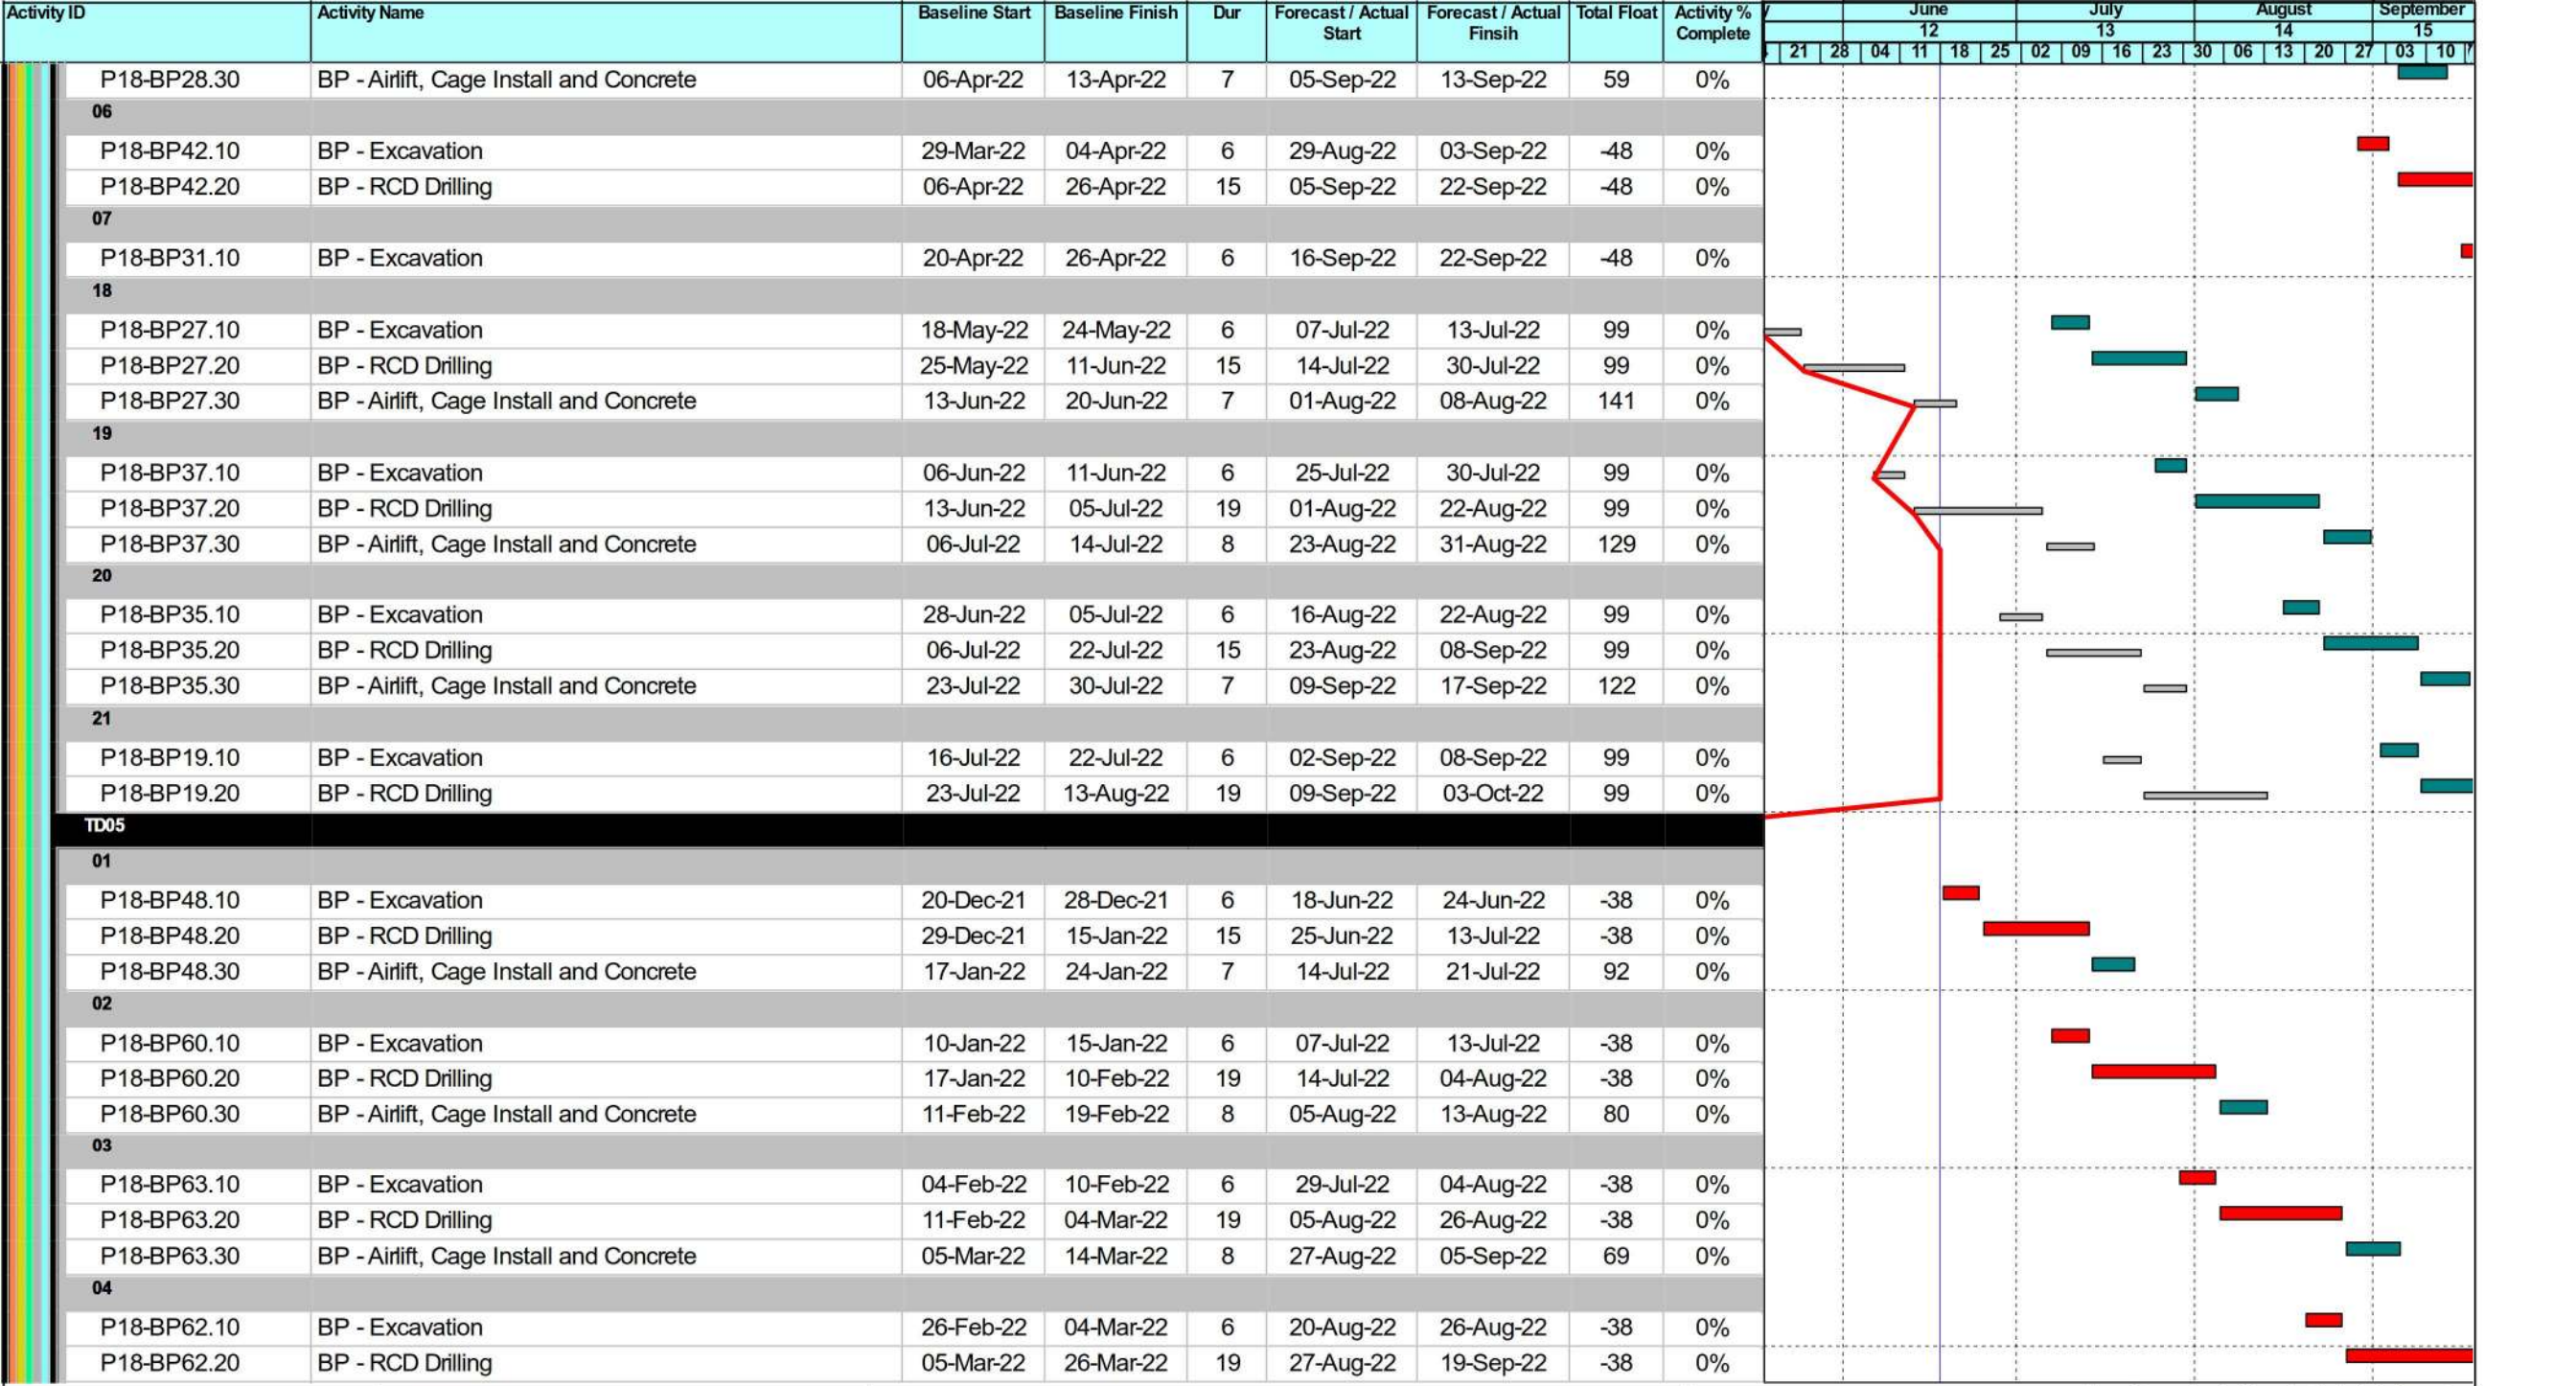 Activity ID Activity Name Baseline Start Baseline Finish Dur Forecast / Actual Start Forecast / Actual Finsih Total Float Activity % Complete June July August September
12 13 14 15
21 28 04 11 18 25 02 09 16 23 30 06 13 20 27 03 10
P18-BP28.30 BP - Airlift, Cage Install and Concrete 06-Apr-22 13-Apr-22 7 05-Sep-22 13-Sep-22 59 0%
06
P18-BP42.10 BP - Excavation 29-Mar-22 04-Apr-22 6 29-Aug-22 03-Sep-22 -48 0%
P18-BP42.20 BP - RCD Drilling 06-Apr-22 26-Apr-22 15 05-Sep-22 22-Sep-22 -48 0%
07
P18-BP31.10 BP - Excavation 20-Apr-22 26-Apr-22 6 16-Sep-22 22-Sep-22 -48 0%
18
P18-BP27.10 BP - Excavation 18-May-22 24-May-22 6 07-Jul-22 13-Jul-22 99 0%
P18-BP27.20 BP - RCD Drilling 25-May-22 11-Jun-22 15 14-Jul-22 30-Jul-22 99 0%
P18-BP27.30 BP - Airlift, Cage Install and Concrete 13-Jun-22 20-Jun-22 7 01-Aug-22 08-Aug-22 141 0%
19
P18-BP37.10 BP - Excavation 06-Jun-22 11-Jun-22 6 25-Jul-22 30-Jul-22 99 0%
P18-BP37.20 BP - RCD Drilling 13-Jun-22 05-Jul-22 19 01-Aug-22 22-Aug-22 99 0%
P18-BP37.30 BP - Airlift, Cage Install and Concrete 06-Jul-22 14-Jul-22 8 23-Aug-22 31-Aug-22 129 0%
20
P18-BP35.10 BP - Excavation 28-Jun-22 05-Jul-22 6 16-Aug-22 22-Aug-22 99 0%
P18-BP35.20 BP - RCD Drilling 06-Jul-22 22-Jul-22 15 23-Aug-22 08-Sep-22 99 0%
P18-BP35.30 BP - Airlift, Cage Install and Concrete 23-Jul-22 30-Jul-22 7 09-Sep-22 17-Sep-22 122 0%
21
P18-BP19.10 BP - Excavation 16-Jul-22 22-Jul-22 6 02-Sep-22 08-Sep-22 99 0%
P18-BP19.20 BP - RCD Drilling 23-Jul-22 13-Aug-22 19 09-Sep-22 03-Oct-22 99 0%
TD05
01
P18-BP48.10 BP - Excavation 20-Dec-21 28-Dec-21 6 18-Jun-22 24-Jun-22 -38 0%
P18-BP48.20 BP - RCD Drilling 29-Dec-21 15-Jan-22 15 25-Jun-22 13-Jul-22 -38 0%
P18-BP48.30 BP - Airlift, Cage Install and Concrete 17-Jan-22 24-Jan-22 7 14-Jul-22 21-Jul-22 92 0%
02
P18-BP60.10 BP - Excavation 10-Jan-22 15-Jan-22 6 07-Jul-22 13-Jul-22 -38 0%
P18-BP60.20 BP - RCD Drilling 17-Jan-22 10-Feb-22 19 14-Jul-22 04-Aug-22 -38 0%
P18-BP60.30 BP - Airlift, Cage Install and Concrete 11-Feb-22 19-Feb-22 8 05-Aug-22 13-Aug-22 80 0%
03
P18-BP63.10 BP - Excavation 04-Feb-22 10-Feb-22 6 29-Jul-22 04-Aug-22 -38 0%
P18-BP63.20 BP - RCD Drilling 11-Feb-22 04-Mar-22 19 05-Aug-22 26-Aug-22 -38 0%
P18-BP63.30 BP - Airlift, Cage Install and Concrete 05-Mar-22 14-Mar-22 8 27-Aug-22 05-Sep-22 69 0%
04
P18-BP62.10 BP - Excavation 26-Feb-22 04-Mar-22 6 20-Aug-22 26-Aug-22 -38 0%
P18-BP62.20 BP - RCD Drilling 05-Mar-22 26-Mar-22 19 27-Aug-22 19-Sep-22 -38 0%